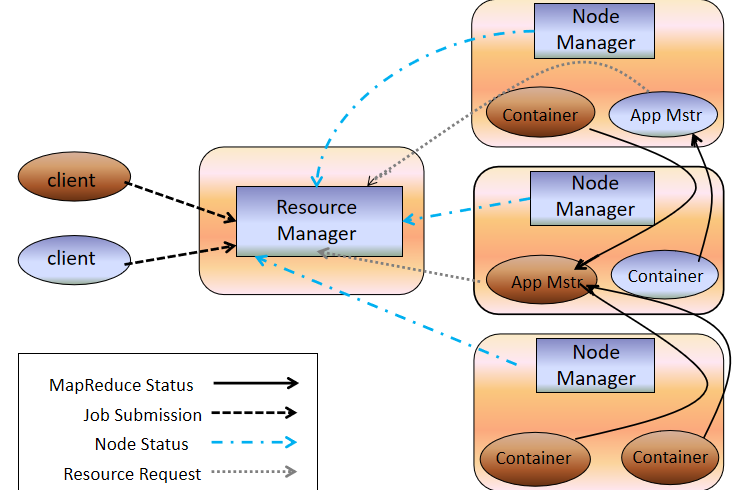 Node
Manager
Container
App Mstr
client
Resource
Manager
client
Node
Manager
App Mstr
Container
Node
Manager
Container
Container
MapReduce Status
Job Submission
Node Status
Resource Request